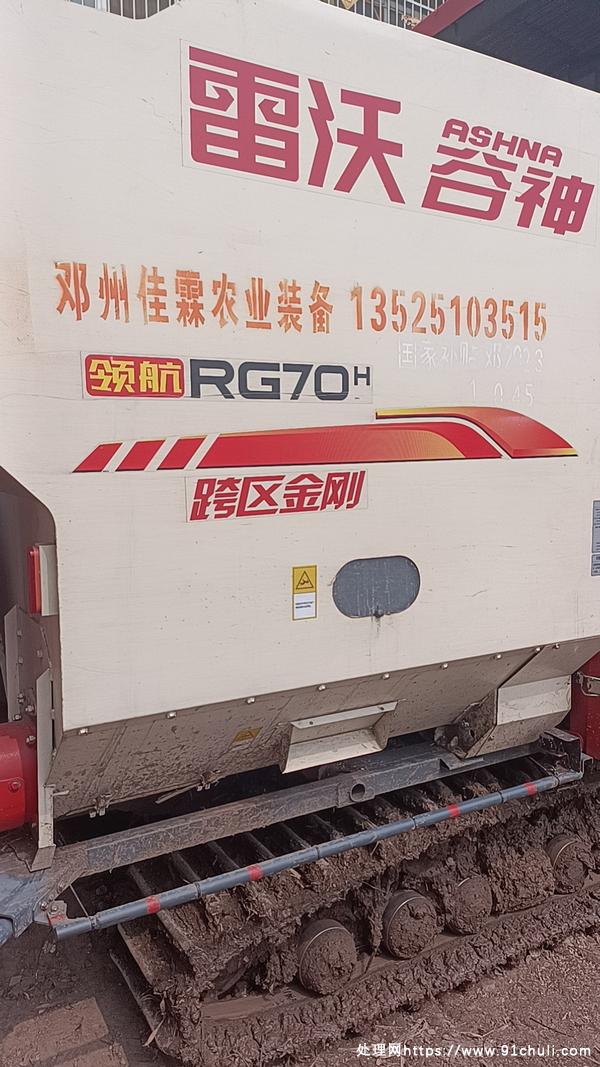 雷沃
ASHNA
谷神
邓州佳霖农业装备 13525103515
领航 RG70H
跨区金刚
处理网https://www.91chuli.com/